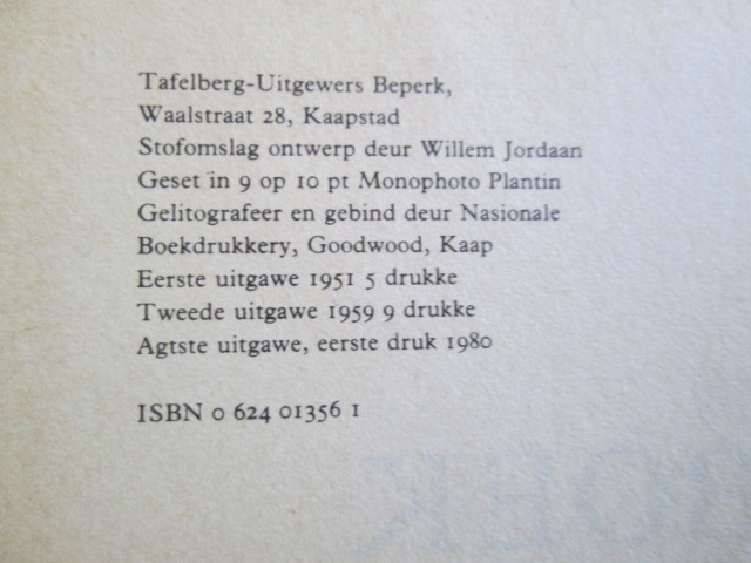 Tafelberg-Uitgewers Beperk,
Waalstraat 28, Kaapstad
Stofomslag ontwerp deur Willem Jordaan
Geset in 9 op 10 pt Monophoto Plantin
Gelitografeer en gebind deur Nasionale
Boekdrukkery, Goodwood, Kaap
Eerste uitgawe 1951 5 drukke
Tweede uitgawe 1959 9 drukke
Agtste uitgawe, eerste druk 1980
ISBN 0 624 01356 1